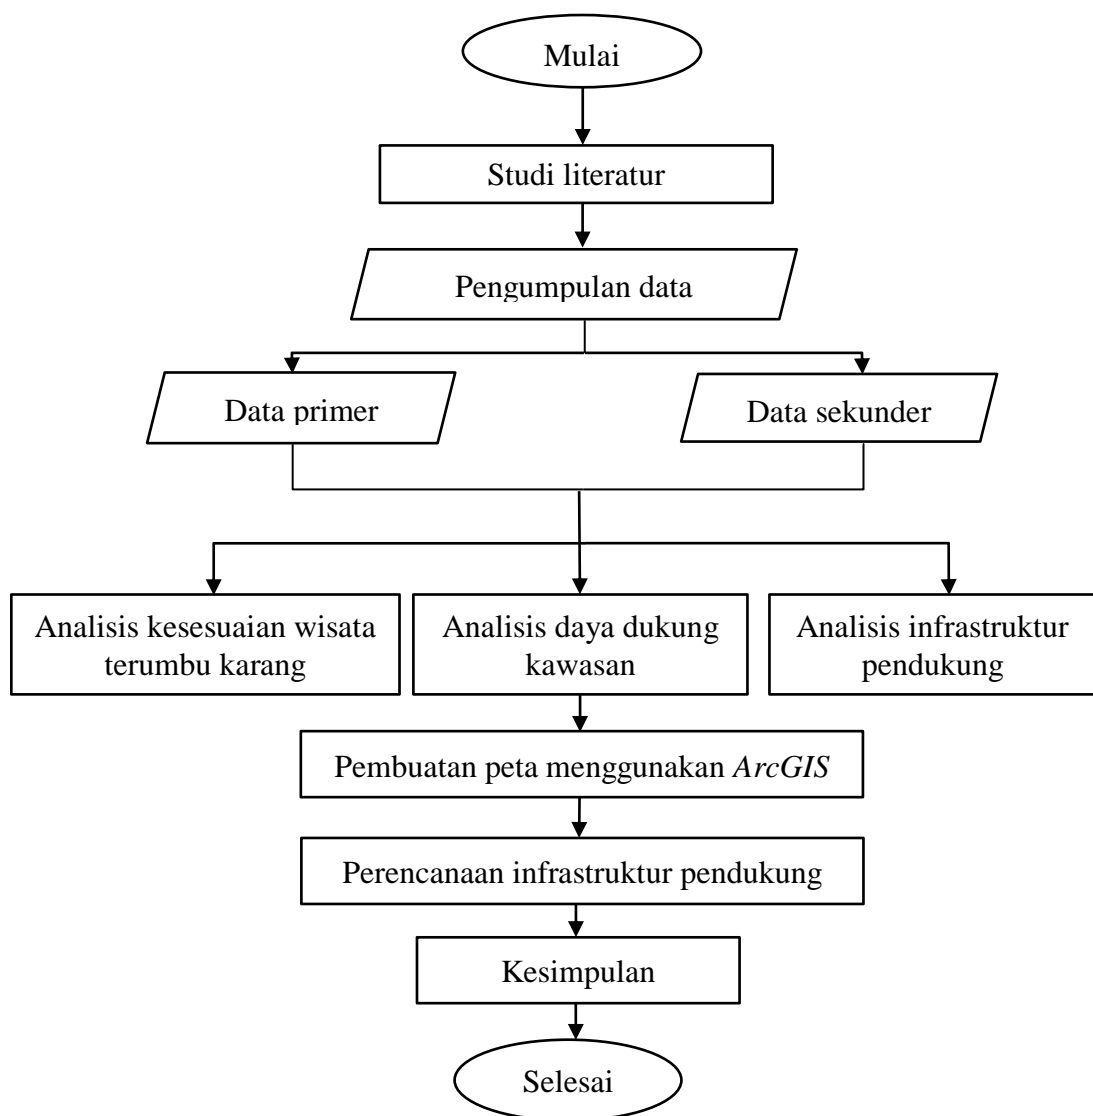 Mulai
Studi literatur
Pengumpulan data
Data primer
Data sekunder
Analisis kesesuaian wisata
terumbu karang
Analisis daya dukung
kawasan
Analisis infrastruktur
pendukung
Pembuatan peta menggunakan ArcGIS
Perencanaan infrastruktur pendukung
Kesimpulan
Selesai